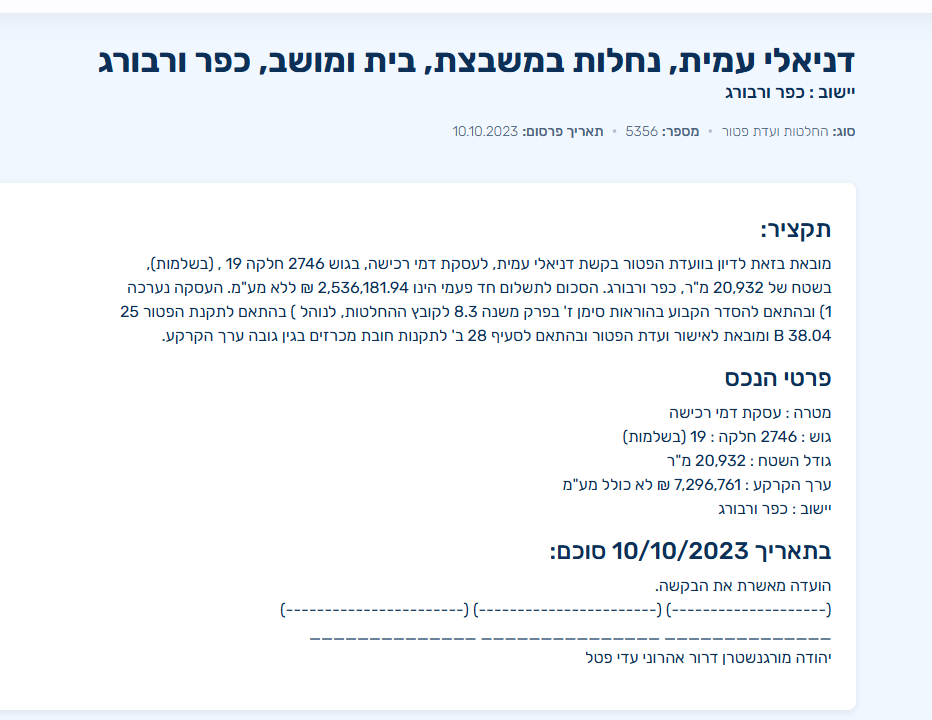 דניאלי עמית, נחלות במשבצת, בית ומושב, כפר ורבורג
יישוב : כפר ורבורג
סוג: החלטות ועדת פטור • מספר: 5356 • תאריך פרסום: 10.10.2023
תקציר:
מובאת בזאת לדיון בוועדת הפטור בקשת דניאלי עמית, לעסקת דמי רכישה, בגוש 2746 חלקה 19 , (בשלמות),
בשטח של 20,932 מ"ר, כפר ורבורג. הסכום לתשלום חד פעמי הינו 2,536,181.94 ₪ ללא מע"מ. העסקה נערכה
בהתאם לתקנת הפטור 25 ( ובהתאם להסדר הקבוע בהוראות סימן ז' בפרק משנה 8.3 לקובץ ההחלטות, לנוהל (1
38.04 B ומובאת לאישור ועדת הפטור ובהתאם לסעיף 28 ב' לתקנות חובת מכרזים בגין גובה ערך הקרקע.
פרטי הנכס
מטרה : עסקת דמי רכישה
גוש : 2746 חלקה : 19 (בשלמות)
גודל השטח : 20,932 מ"ר
ערך הקרקע : 7,296,761 ₪ לא כולל מע"מ
יישוב : כפר ורבורג
בתאריך 10/10/2023 סוכם:
הועדה מאשרת את הבקשה.
(--------------------) (-----------------------) (-----------------------)
______________ _______________ ______________
יהודה מורגנשטרן דרור אהרוני עדי פטל